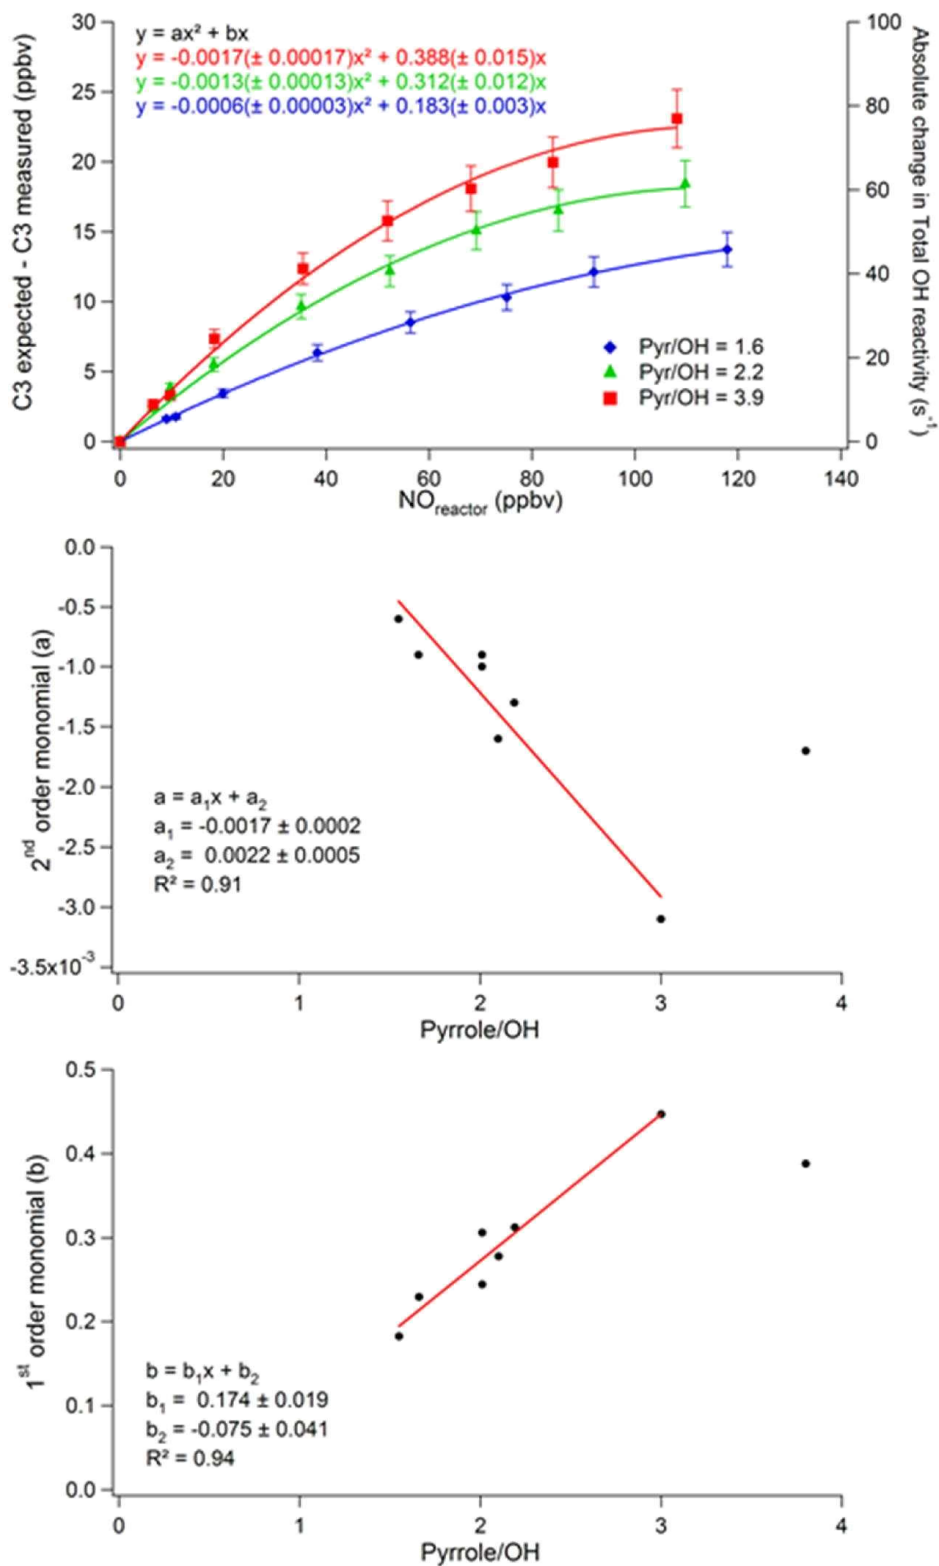 y = ax² + bx
y = -0.0017(± 0.00017)x² + 0.388(± 0.015)x
y = -0.0013(± 0.00013)x² + 0.312(± 0.012)x
y = -0.0006(± 0.00003)x² + 0.183(± 0.003)x
C3 expected - C3 measured (ppbv)
30
25
20
15
10
5
0
Absolute change in Total OH reactivity (s⁻¹)
100
80
60
40
20
0
Pyr/OH = 1.6
Pyr/OH = 2.2
Pyr/OH = 3.9
0 20 40 60 80 100 120 140
NOreactor (ppbv)
2nd order monomial (a)
0.0
-0.5
-1.0
-1.5
-2.0
-2.5
-3.0
-3.5x10⁻³
a = a₁x + a₂
a₁ = -0.0017 ± 0.0002
a₂ = 0.0022 ± 0.0005
R² = 0.91
0 1 2 3 4
Pyrrole/OH
1st order monomial (b)
0.5
0.4
0.3
0.2
0.1
0.0
b = b₁x + b₂
b₁ = 0.174 ± 0.019
b₂ = -0.075 ± 0.041
R² = 0.94
0 1 2 3 4
Pyrrole/OH